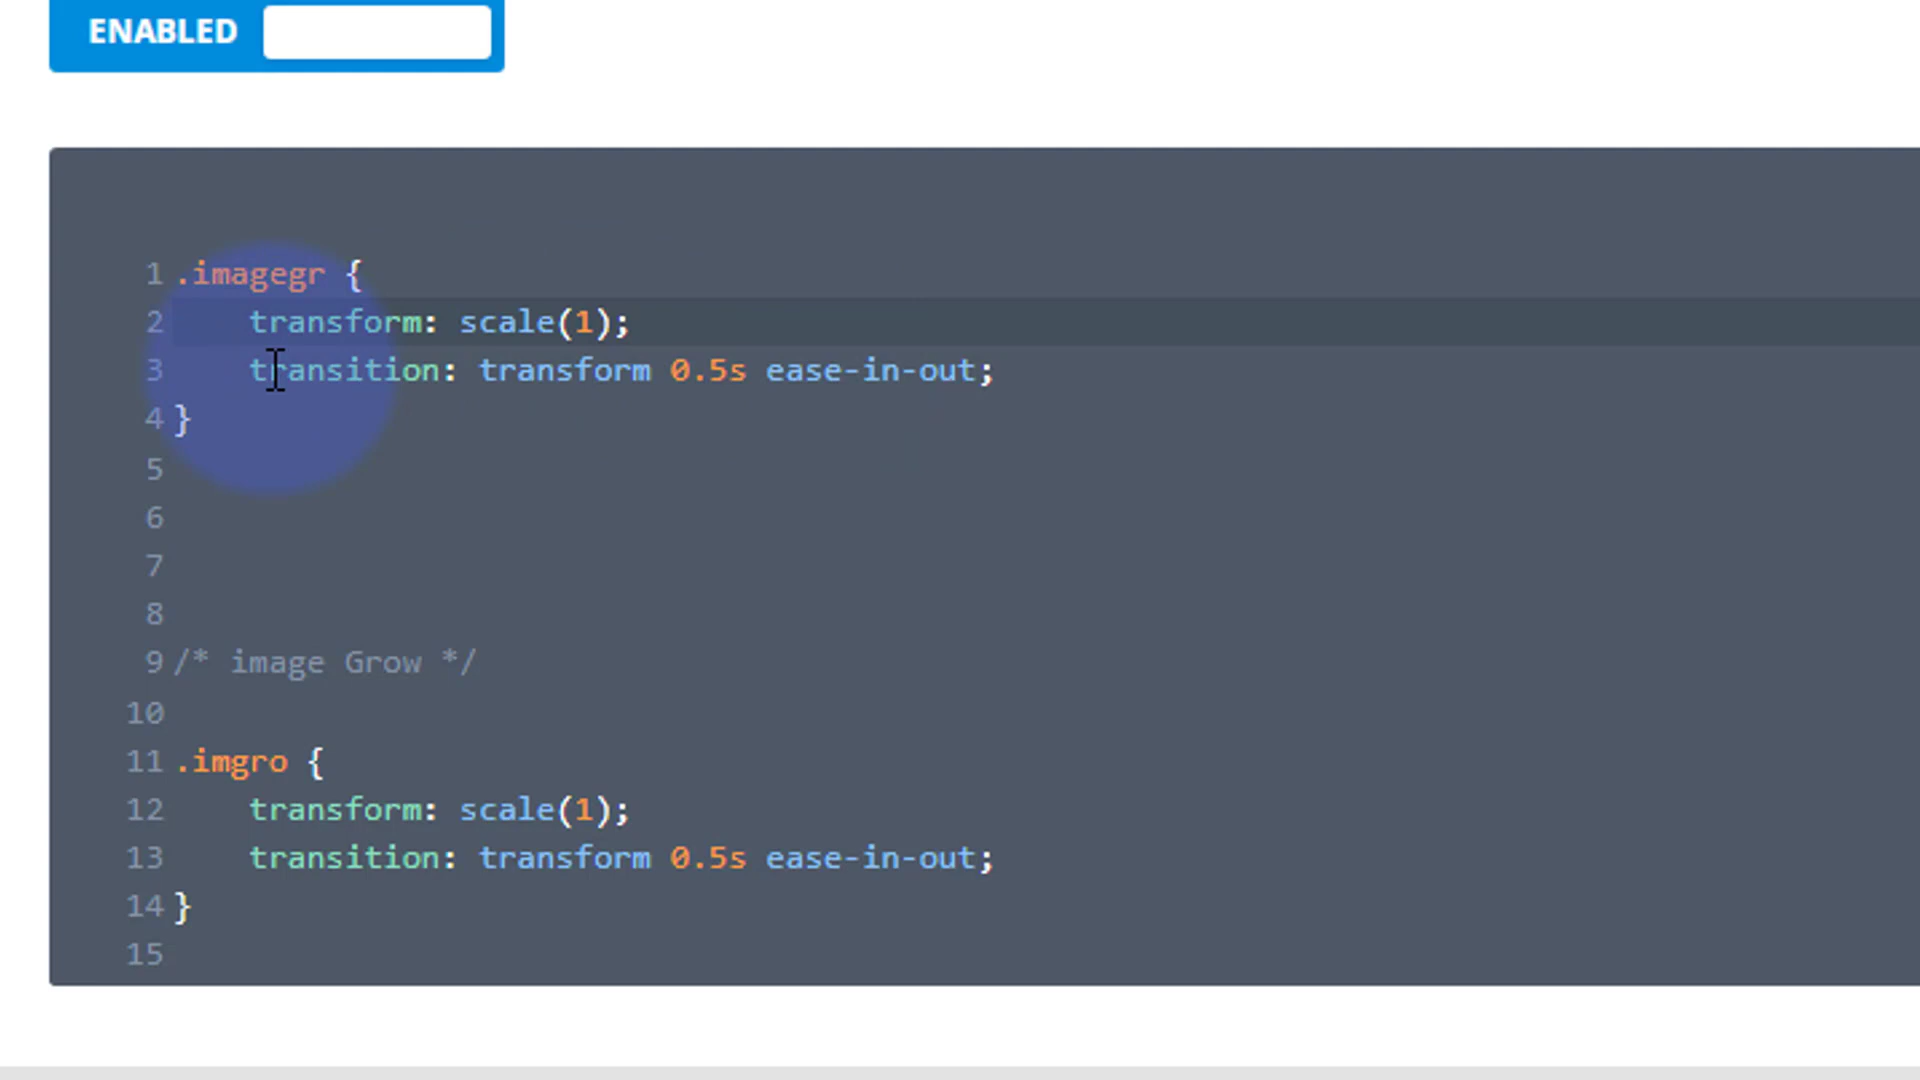 ENABLED
1 .imagegr {
2 transform: scale(1);
3 transition: transform 0.5s ease-in-out;
4 }
5
6
7
8
9 /* image Grow */
10
11 .imgro {
12 transform: scale(1);
13 transition: transform 0.5s ease-in-out;
14 }
15